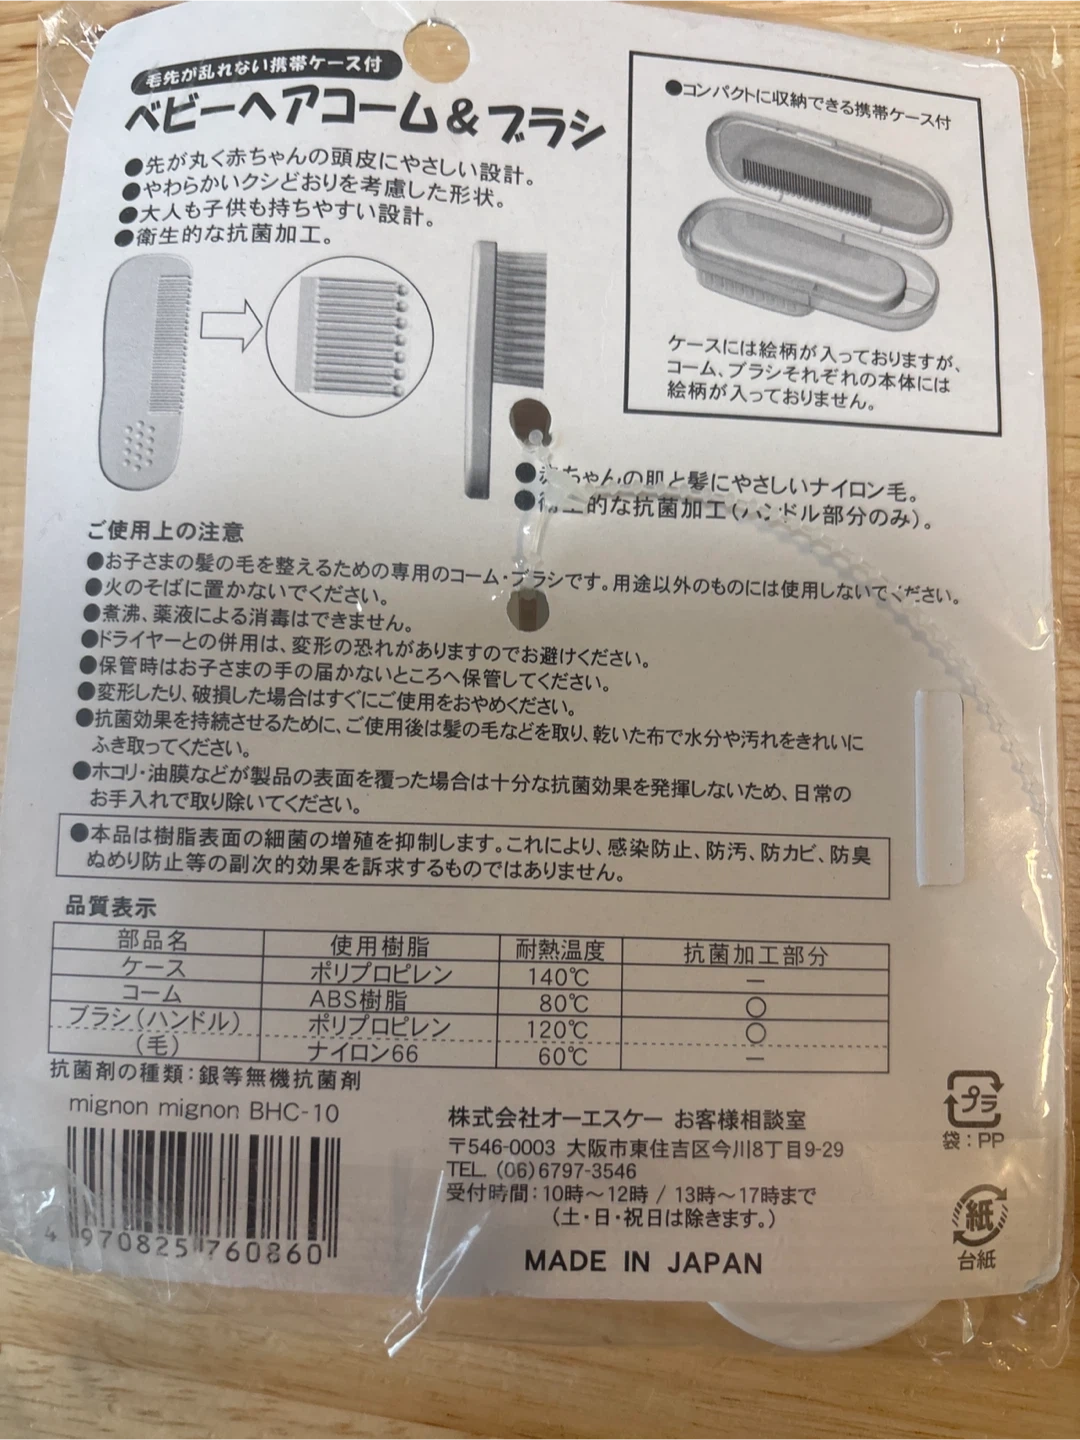 毛先が乱れない携帯ケース付
ベビーヘアコーム&ブラシ
●先が丸く赤ちゃんの頭皮にやさしい設計。
●やわらかいクシどおりを考慮した形状。
●大人も子供も持ちやすい設計。
●衛生的な抗菌加工。
●コンパクトに収納できる携帯ケース付
ケースには絵柄が入っておりますが、
コーム、ブラシそれぞれの本体には
絵柄が入っておりません。
●赤ちゃんの肌と髪にやさしいナイロン毛。
●衛生的な抗菌加工(ハンドル部分のみ)。
ご使用上の注意
●お子さまの髪の毛を整えるための専用のコーム・ブラシです。用途以外のものには使用しないでください。
●火のそばに置かないでください。
●煮沸、薬液による消毒はできません。
●ドライヤーとの併用は、変形の恐れがありますのでお避けください。
●保管時はお子さまの手の届かないところへ保管してください。
●変形したり、破損した場合はすぐにご使用をおやめください。
●抗菌効果を持続させるために、ご使用後は髪の毛などを取り、乾いた布で水分や汚れをきれいに
ふき取ってください。
●ホコリ・油膜などが製品の表面を覆った場合は十分な抗菌効果を発揮しないため、日常の
お手入れで取り除いてください。
●本品は樹脂表面の細菌の増殖を抑制します。これにより、感染防止、防汚、防カビ、防臭
ぬめり防止等の副次的効果を訴求するものではありません。
品質表示
部品名 使用樹脂 耐熱温度 抗菌加工部分
ケース ポリプロピレン 140℃ ー
コーム ABS樹脂 80℃ ○
ブラシ(ハンドル) ポリプロピレン 120℃ ○
(毛) ナイロン66 60℃ ー
抗菌剤の種類:銀等無機抗菌剤
mignon mignon BHC-10
4 970825 760860
株式会社オーエスケー お客様相談室
〒546-0003 大阪市東住吉区今川8丁目9-29
TEL. (06)6797-3546
受付時間:10時～12時 / 13時～17時まで
(土・日・祝日は除きます。)
MADE IN JAPAN
プラ
袋:PP
紙
台紙